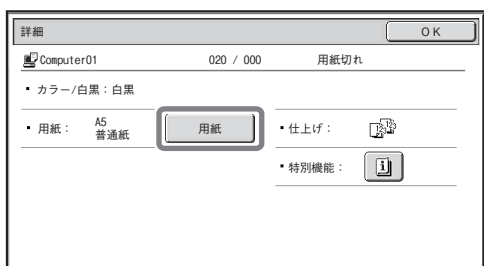 詳細 OK
Computer01 020 / 000 用紙切れ
▪ カラー/白黒：白黒
▪ 用紙： A5 普通紙 用紙 ▪ 仕上げ：
▪ 特別機能：